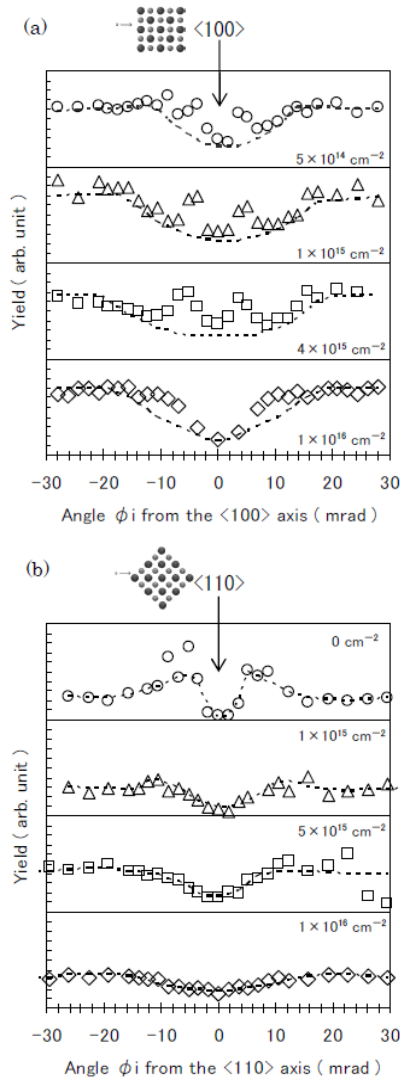 (a)
<100>
5×10¹⁴ cm⁻²
1×10¹⁵ cm⁻²
4×10¹⁵ cm⁻²
1×10¹⁶ cm⁻²
Yield ( arb. unit )
-30 -20 -10 0 10 20 30
Angle φi from the <100> axis ( mrad )
(b)
<110>
0 cm⁻²
1×10¹⁵ cm⁻²
5×10¹⁵ cm⁻²
1×10¹⁶ cm⁻²
Yield ( arb. unit )
-30 -20 -10 0 10 20 30
Angle φi from the <110> axis ( mrad )